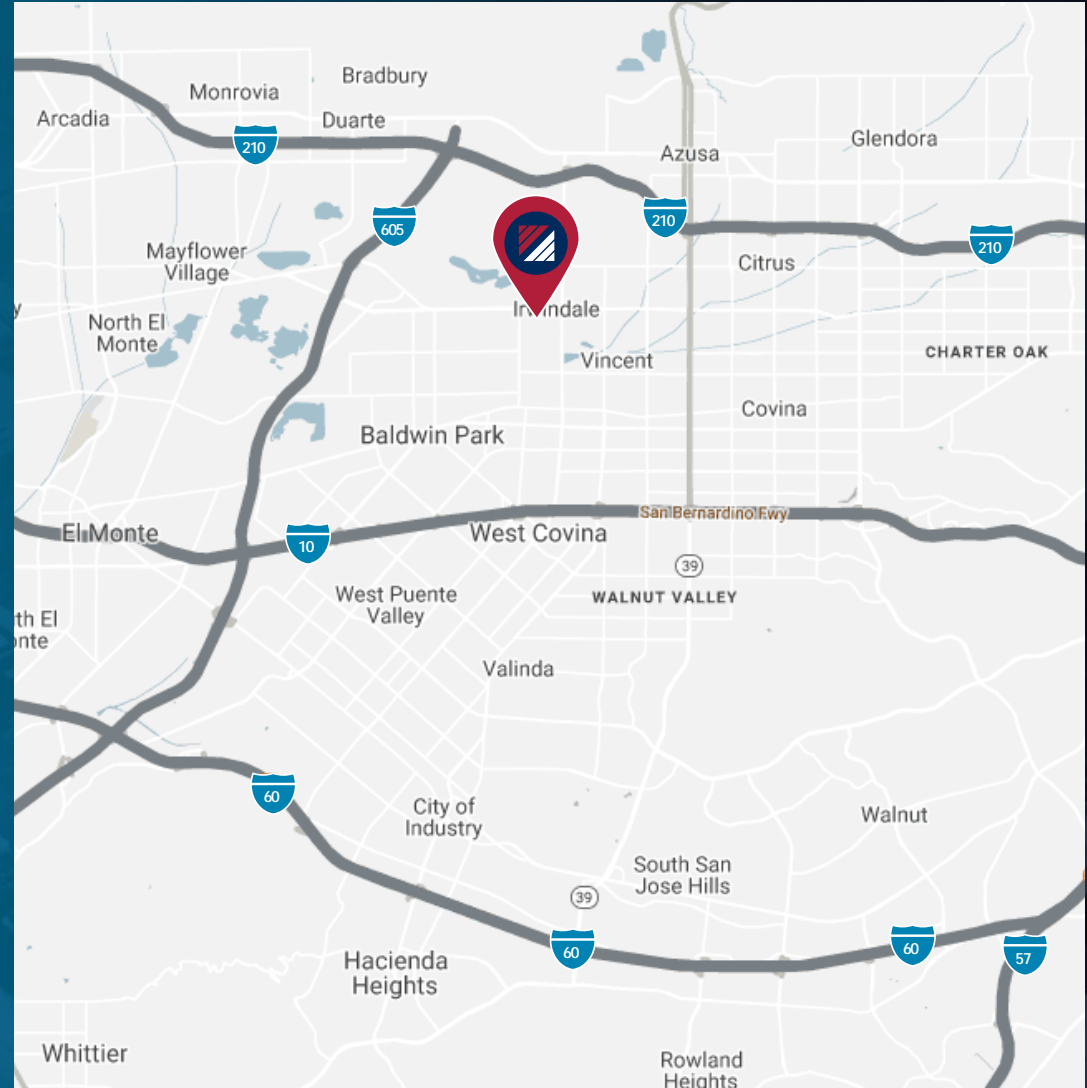 Bradbury
Monrovia
Arcadia
Duarte
Glendora
210
Azusa
210
605
210
Mayflower
Village
Citrus
North El
Monte
CHARTER OAK
Vincent
Covina
Baldwin Park
San Bernardino Fwy
El Monte
West Covina
10
39
West Puente
Valley
WALNUT VALLEY
Valinda
60
City of
Industry
Walnut
South San
Jose Hills
39
60
60
57
Hacienda
Heights
Whittier
Rowland
Heights